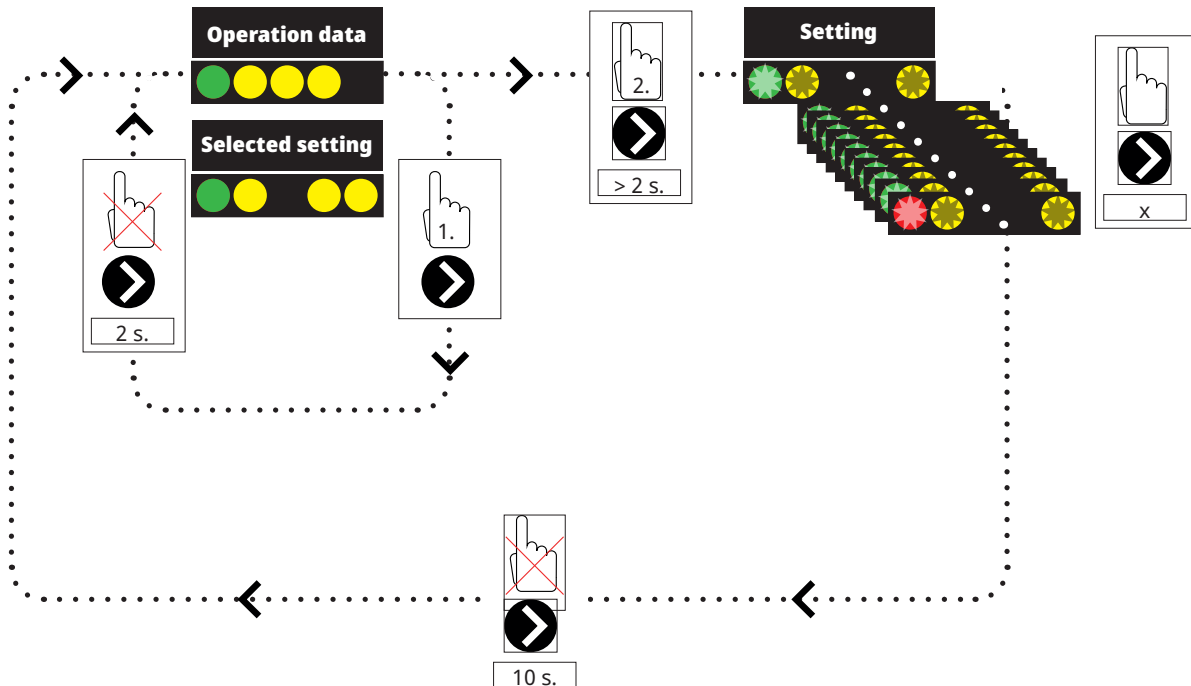 Operation data
Selected setting
2 s.
1.
2.
> 2 s.
Setting
x
10 s.